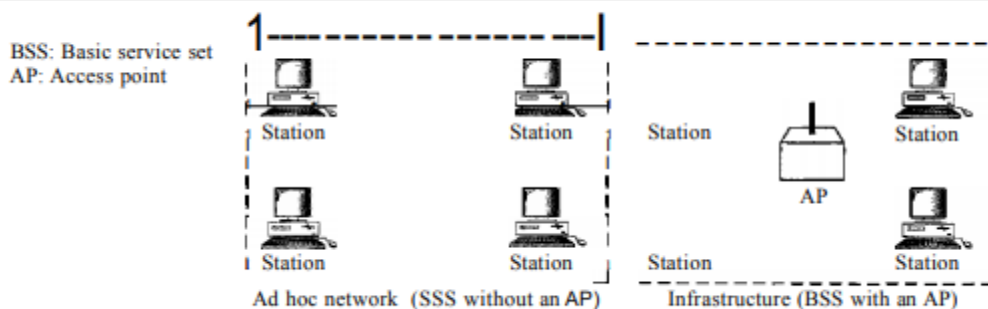 BSS: Basic service set
AP: Access point
Station Station Station Station
AP
Station Station Station Station
Ad hoc network (SSS without an AP) Infrastructure (BSS with an AP)